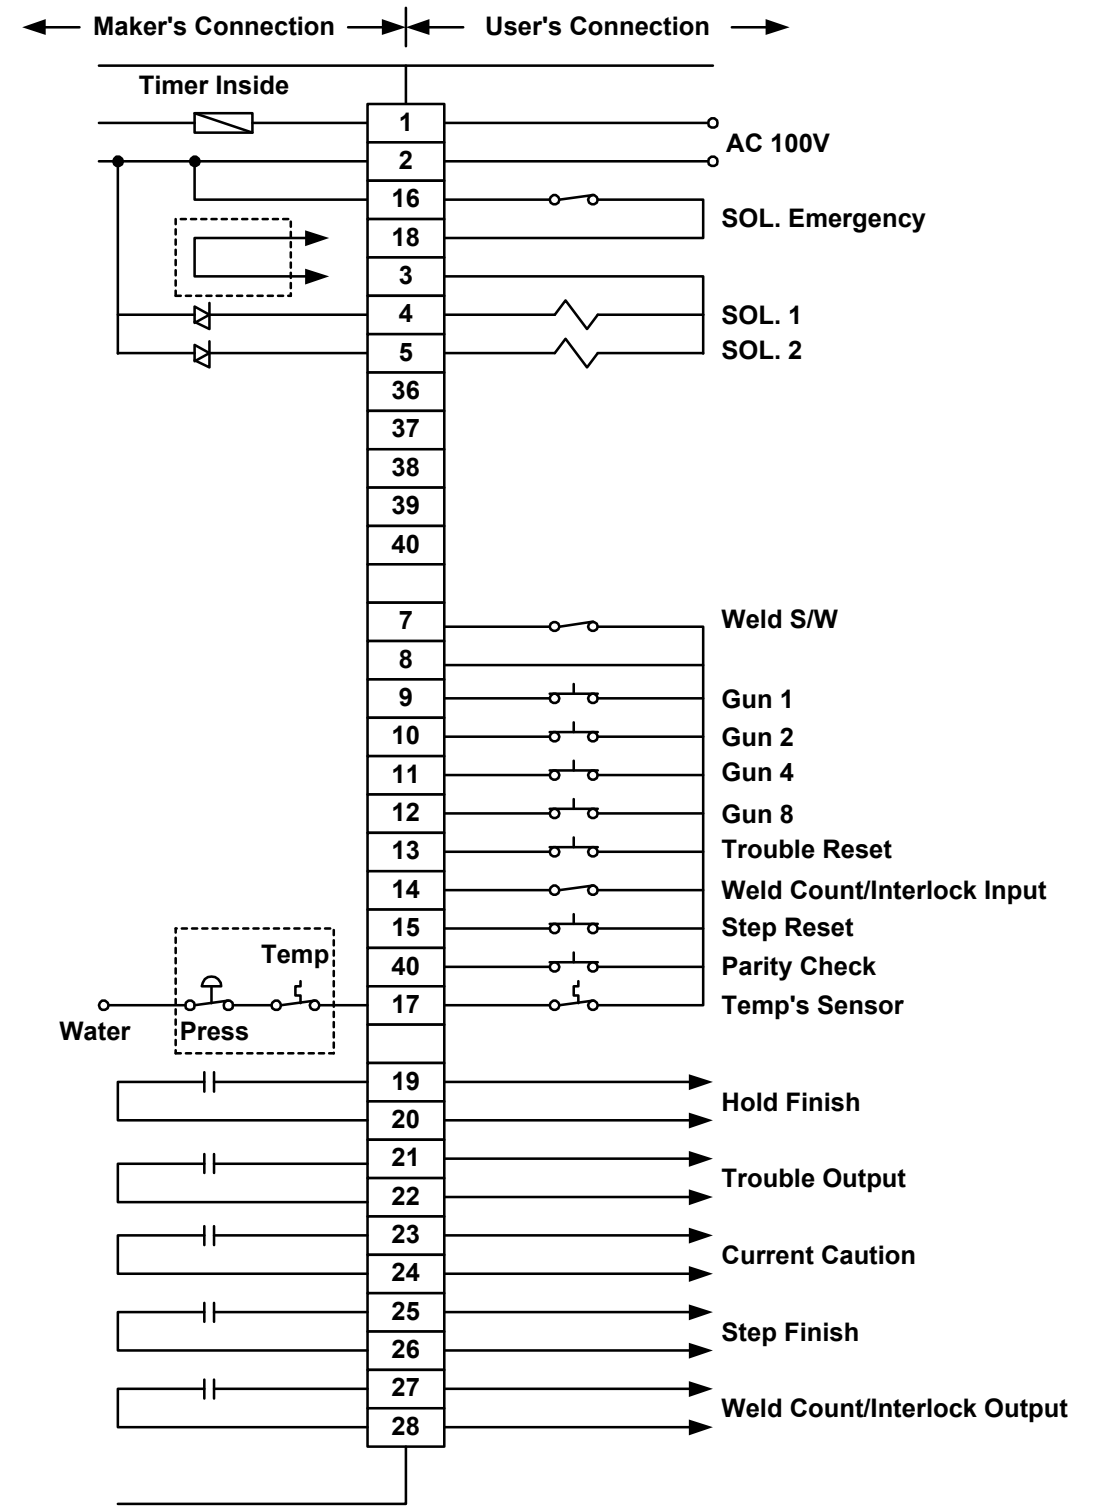 Maker's Connection User's Connection
Timer Inside
1
AC 100V
2
16
SOL. Emergency
18
3
4 SOL. 1
5 SOL. 2
36
37
38
39
40
7 Weld S/W
8
9 Gun 1
10 Gun 2
11 Gun 4
12 Gun 8
13 Trouble Reset
14 Weld Count/Interlock Input
15 Step Reset
Temp 40 Parity Check
17 Temp's Sensor
Water Press
19
Hold Finish
20
21
Trouble Output
22
23
Current Caution
24
25
Step Finish
26
27
Weld Count/Interlock Output
28